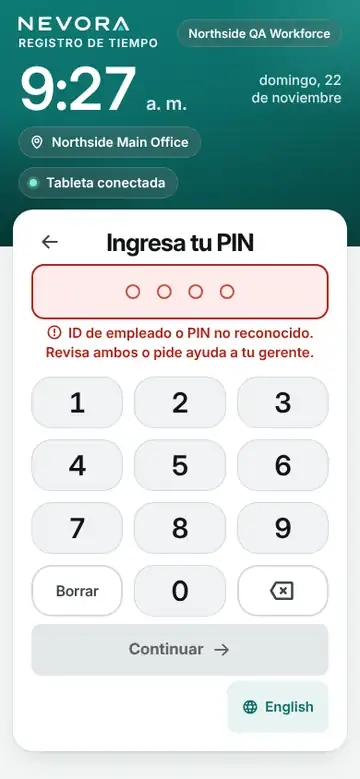 NEVORA
REGISTRO DE TIEMPO
Northside QA Workforce
9:27 a. m.
domingo, 22
de noviembre
Northside Main Office
Tableta conectada
Ingresa tu PIN
ID de empleado o PIN no reconocido.
Revisa ambos o pide ayuda a tu gerente.
1 2 3
4 5 6
7 8 9
Borrar 0
Continuar
English